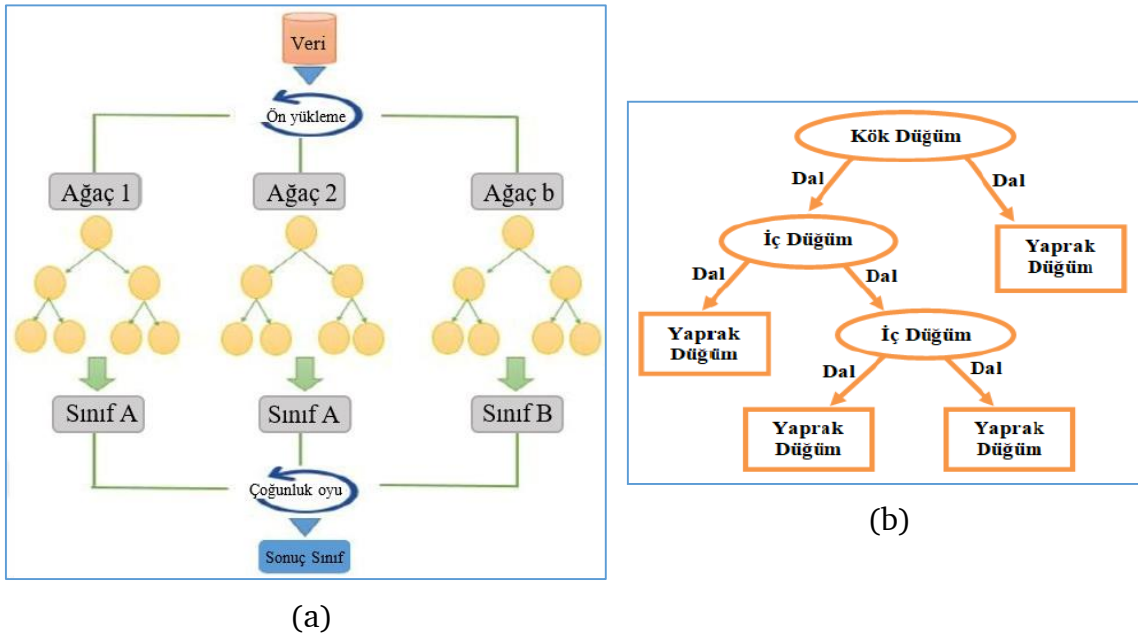 Veri
Ön yükleme
Ağaç 1
Ağaç 2
Ağaç b
Sınıf A
Sınıf A
Sınıf B
Çoğunluk oyu
Sonuç Sınıf
(a)
Kök Düğüm
Dal
Dal
İç Düğüm
Yaprak
Düğüm
Dal
Dal
Yaprak
Düğüm
İç Düğüm
Dal
Dal
Yaprak
Düğüm
Yaprak
Düğüm
(b)